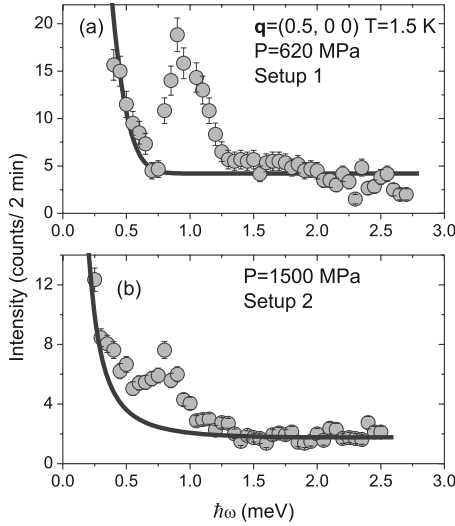 (a)
q=(0.5, 0 0) T=1.5 K
P=620 MPa
Setup 1
20
15
10
5
0
0.0 0.5 1.0 1.5 2.0 2.5 3.0
Intensity (counts/ 2 min)
(b)
P=1500 MPa
Setup 2
12
8
4
0
0.0 0.5 1.0 1.5 2.0 2.5 3.0
ℏω (meV)